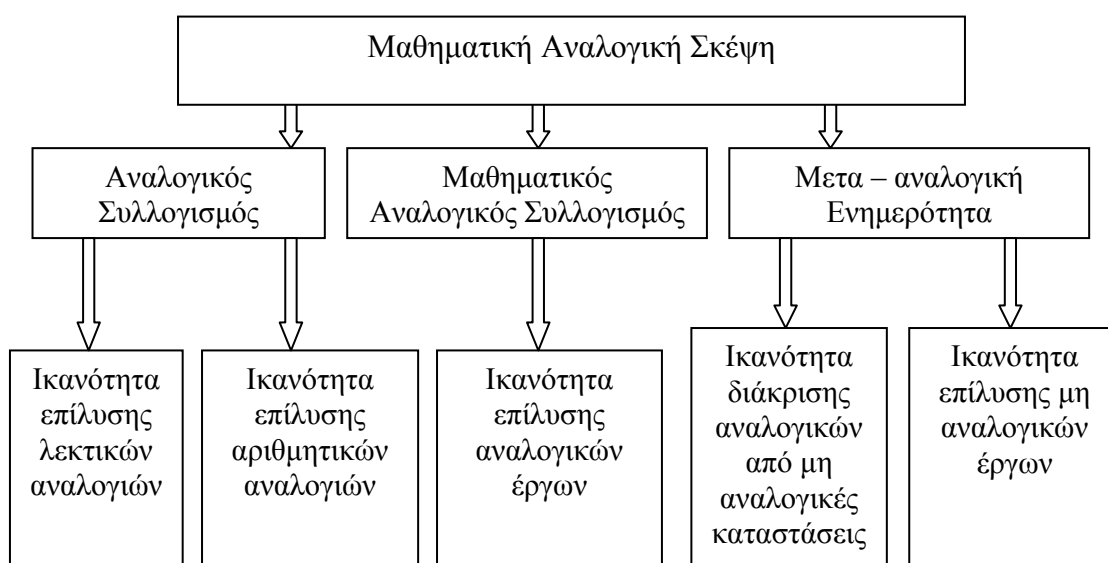 Μαθηματική Αναλογική Σκέψη
Αναλογικός
Συλλογισμός
Μαθηματικός
Αναλογικός Συλλογισμός
Μετα – αναλογική
Ενημερότητα
Ικανότητα
επίλυσης
λεκτικών
αναλογιών
Ικανότητα
επίλυσης
αριθμητικών
αναλογιών
Ικανότητα
επίλυσης
αναλογικών
έργων
Ικανότητα
διάκρισης
αναλογικών
από μη
αναλογικές
καταστάσεις
Ικανότητα
επίλυσης μη
αναλογικών
έργων